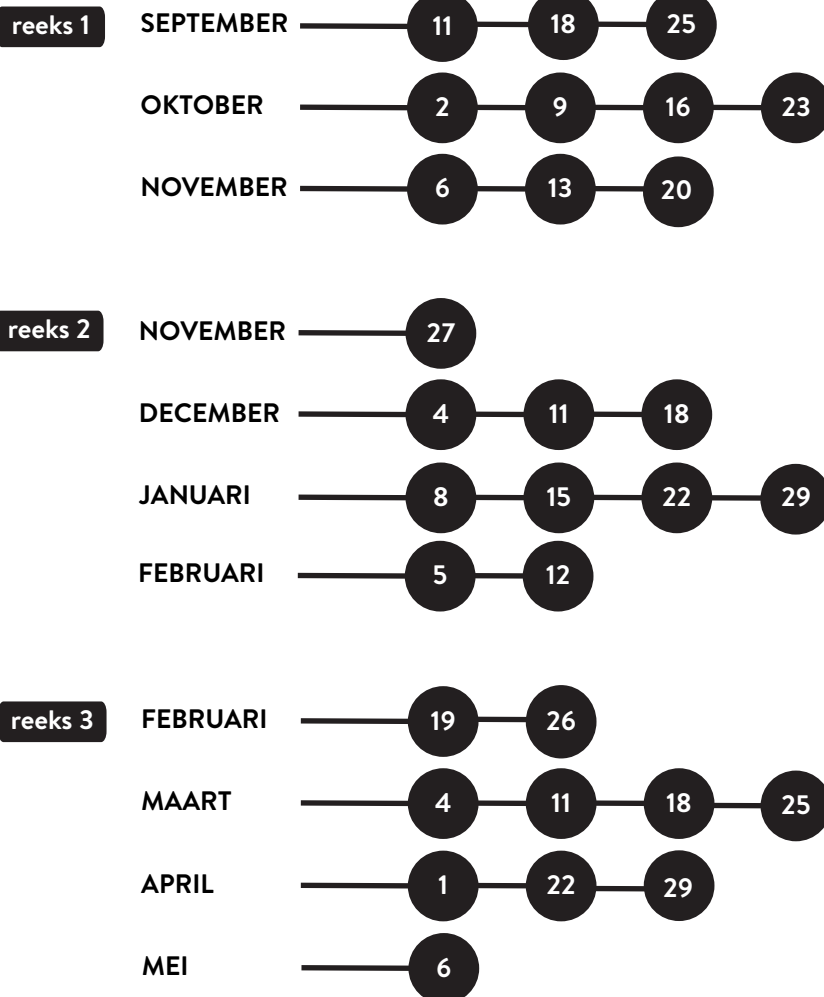 reeks 1 SEPTEMBER 11 18 25
OKTOBER 2 9 16 23
NOVEMBER 6 13 20
reeks 2 NOVEMBER 27
DECEMBER 4 11 18
JANUARI 8 15 22 29
FEBRUARI 5 12
reeks 3 FEBRUARI 19 26
MAART 4 11 18 25
APRIL 1 22 29
MEI 6